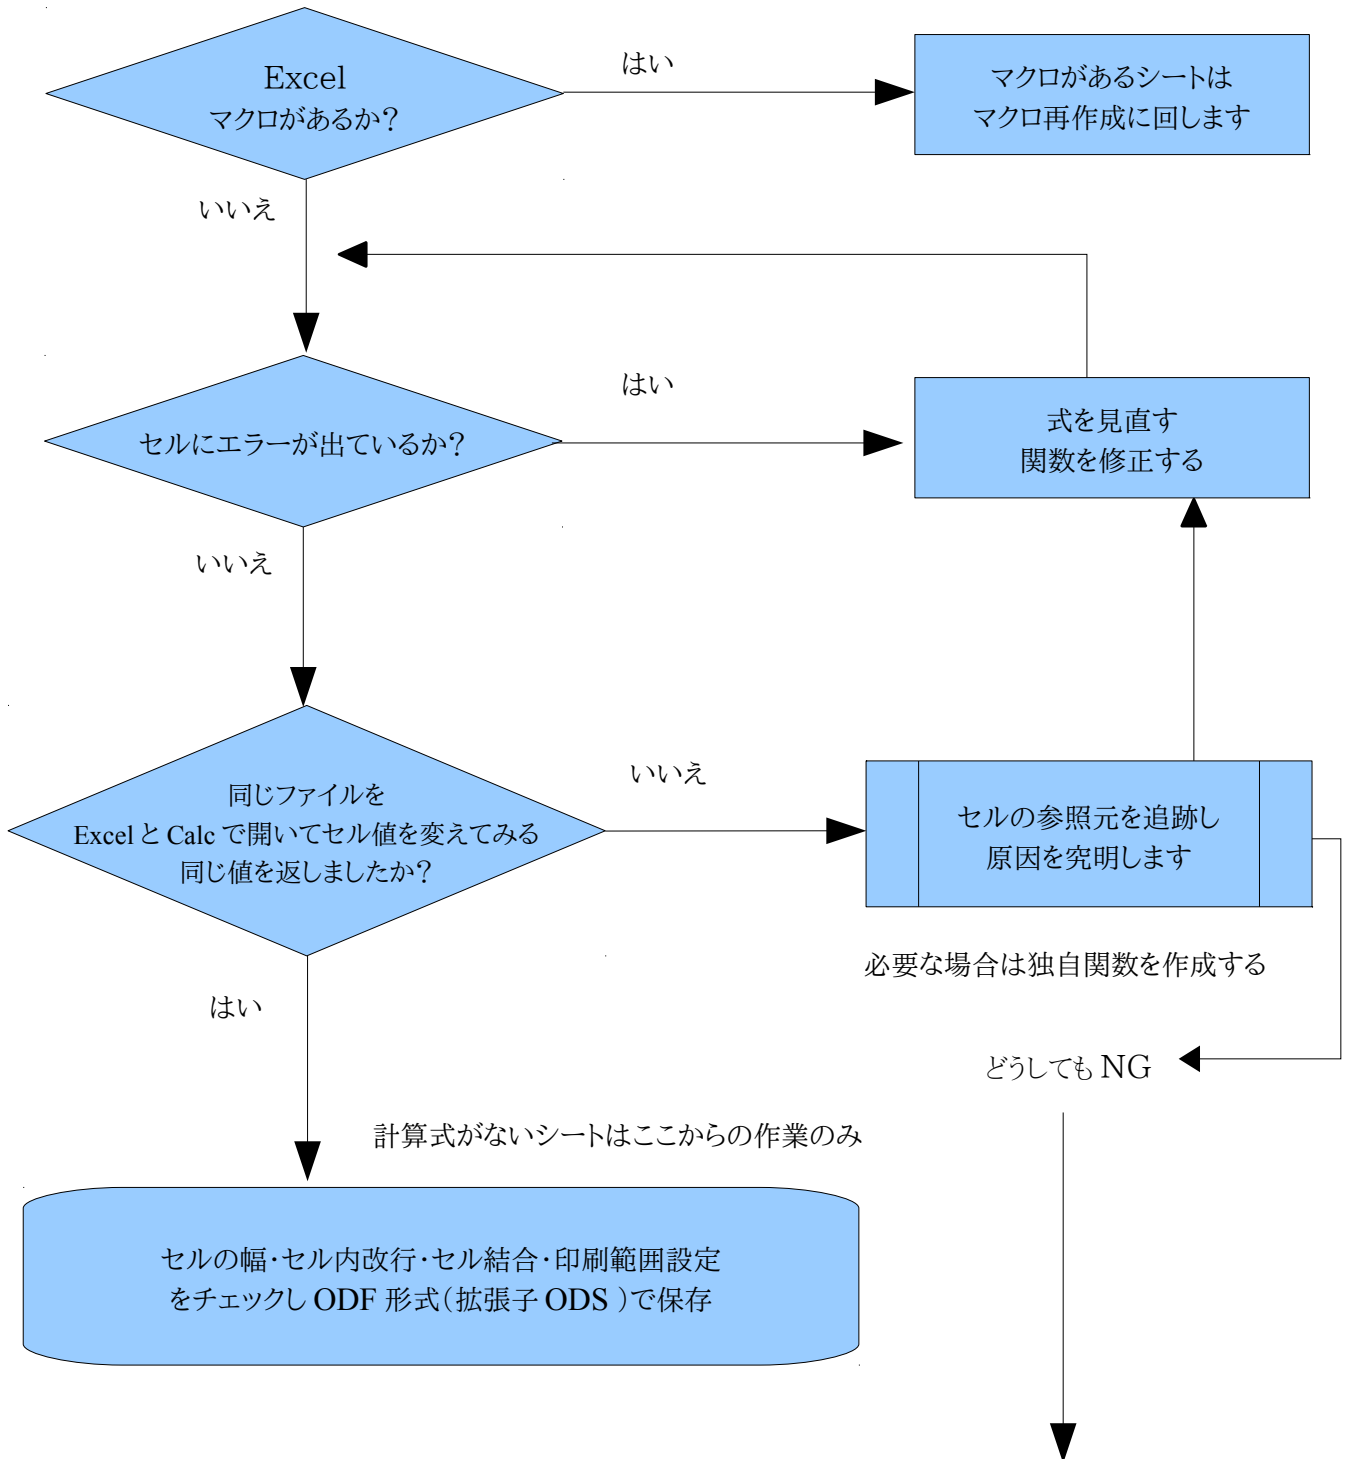 Excel
マクロがあるか？
はい
マクロがあるシートは
マクロ再作成に回します
いいえ
セルにエラーが出ているか？
はい
式を見直す
関数を修正する
いいえ
同じファイルを
Excel と Calc で開いてセル値を変えてみる
同じ値を返しましたか？
いいえ
セルの参照元を追跡し
原因を究明します
必要な場合は独自関数を作成する
はい
どうしても NG
計算式がないシートはここからの作業のみ
セルの幅・セル内改行・セル結合・印刷範囲設定
をチェックし ODF 形式（拡張子 ODS ）で保存